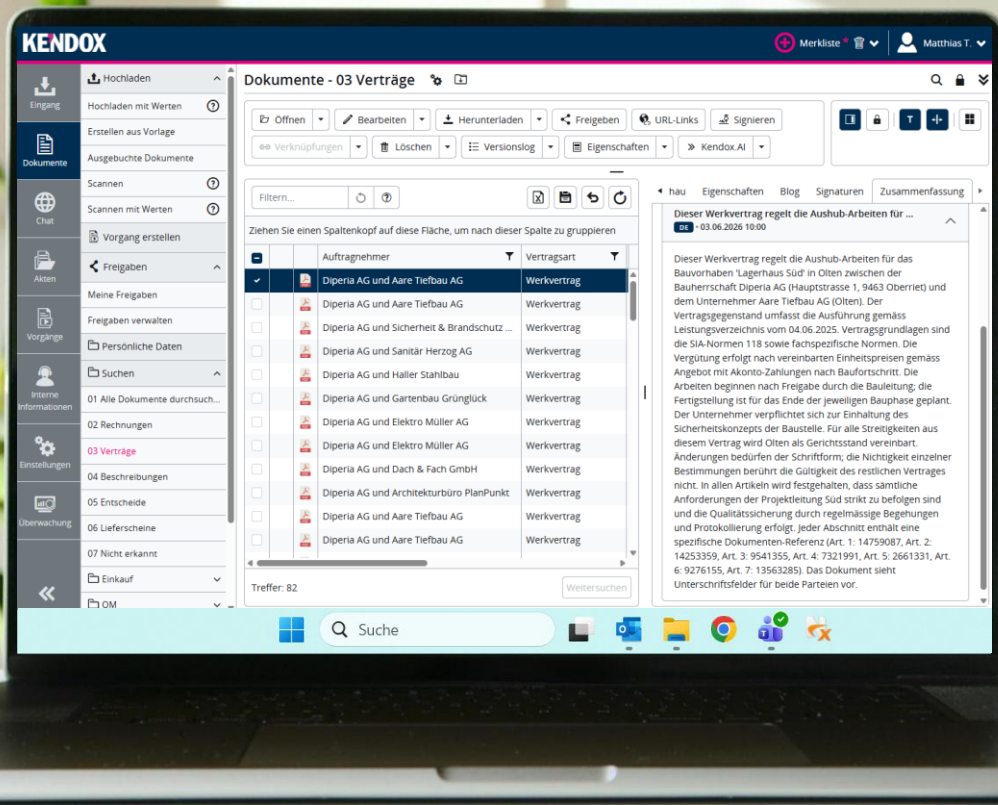 KENDOX
Merkliste *
Matthias T.
Eingang
Dokumente
Chat
Akten
Vorgänge
Interne
Informationen
Einstellungen
Überwachung
Hochladen
Hochladen mit Werten
Erstellen aus Vorlage
Ausgebuchte Dokumente
Scannen
Scannen mit Werten
Vorgang erstellen
Freigaben
Meine Freigaben
Freigaben verwalten
Persönliche Daten
Suchen
01 Alle Dokumente durchsuch...
02 Rechnungen
03 Verträge
04 Beschreibungen
05 Entscheide
06 Lieferscheine
07 Nicht erkannt
Einkauf
OM
Dokumente - 03 Verträge
Öffnen
Bearbeiten
Herunterladen
Freigeben
URL-Links
Signieren
Verknüpfungen
Löschen
Versionslog
Eigenschaften
Kendox.AI
Filtern...
Ziehen Sie einen Spaltenkopf auf diese Fläche, um nach dieser Spalte zu gruppieren
Auftragnehmer Vertragsart
Diperia AG und Aare Tiefbau AG Werkvertrag
Diperia AG und Aare Tiefbau AG Werkvertrag
Diperia AG und Sicherheit & Brandschutz ... Werkvertrag
Diperia AG und Sanitär Herzog AG Werkvertrag
Diperia AG und Haller Stahlbau Werkvertrag
Diperia AG und Gartenbau Grünglück Werkvertrag
Diperia AG und Elektro Müller AG Werkvertrag
Diperia AG und Elektro Müller AG Werkvertrag
Diperia AG und Dach & Fach GmbH Werkvertrag
Diperia AG und Architekturbüro PlanPunkt Werkvertrag
Diperia AG und Aare Tiefbau AG Werkvertrag
Diperia AG und Aare Tiefbau AG Werkvertrag
Treffer: 82
Weitersuchen
hau Eigenschaften Blog Signaturen Zusammenfassung
Dieser Werkvertrag regelt die Aushub-Arbeiten für ...
DE - 03.06.2026 10:00
Dieser Werkvertrag regelt die Aushub-Arbeiten für das
Bauvorhaben 'Lagerhaus Süd' in Olten zwischen der
Bauherrschaft Diperia AG (Hauptstrasse 1, 9463 Oberriet) und
dem Unternehmer Aare Tiefbau AG (Olten). Der
Vertragsgegenstand umfasst die Ausführung gemäss
Leistungsverzeichnis vom 04.06.2025. Vertragsgrundlagen sind
die SIA-Normen 118 sowie fachspezifische Normen. Die
Vergütung erfolgt nach vereinbarten Einheitspreisen gemäss
Angebot mit Akonto-Zahlungen nach Baufortschritt. Die
Arbeiten beginnen nach Freigabe durch die Bauleitung; die
Fertigstellung ist für das Ende der jeweiligen Bauphase geplant.
Der Unternehmer verpflichtet sich zur Einhaltung des
Sicherheitskonzepts der Baustelle. Für alle Streitigkeiten aus
diesem Vertrag wird Olten als Gerichtsstand vereinbart.
Änderungen bedürfen der Schriftform; die Nichtigkeit einzelner
Bestimmungen berührt die Gültigkeit des restlichen Vertrages
nicht. In allen Artikeln wird festgehalten, dass sämtliche
Anforderungen der Projektleitung Süd strikt zu befolgen sind
und die Qualitätssicherung durch regelmässige Begehungen
und Protokollierung erfolgt. Jeder Abschnitt enthält eine
spezifische Dokumenten-Referenz (Art. 1: 14759087, Art. 2:
14253359, Art. 3: 9541355, Art. 4: 7321991, Art. 5: 2661331, Art.
6: 9276155, Art. 7: 13563285). Das Dokument sieht
Unterschriftsfelder für beide Parteien vor.
Suche